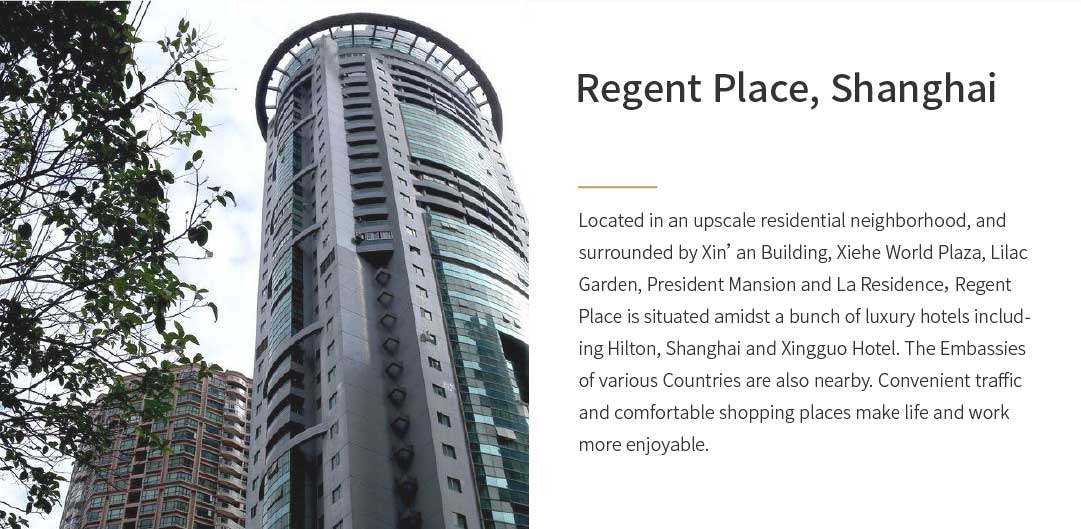 Regent Place, Shanghai
Located in an upscale residential neighborhood, and
surrounded by Xin’ an Building, Xiehe World Plaza, Lilac
Garden, President Mansion and La Residence, Regent
Place is situated amidst a bunch of luxury hotels includ-
ing Hilton, Shanghai and Xingguo Hotel. The Embassies
of various Countries are also nearby. Convenient traffic
and comfortable shopping places make life and work
more enjoyable.